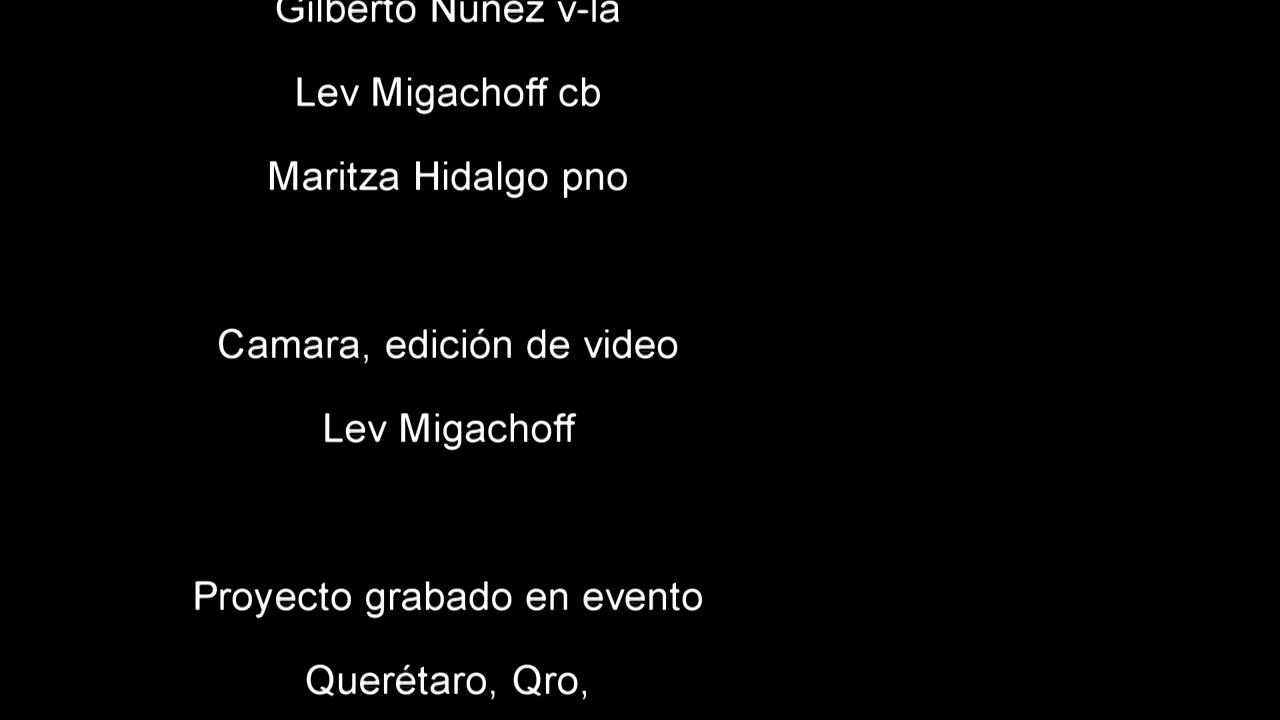 Gilberto Nuñez v-la
Lev Migachoff cb
Maritza Hidalgo pno
Camara, edición de video
Lev Migachoff
Proyecto grabado en evento
Querétaro, Qro,